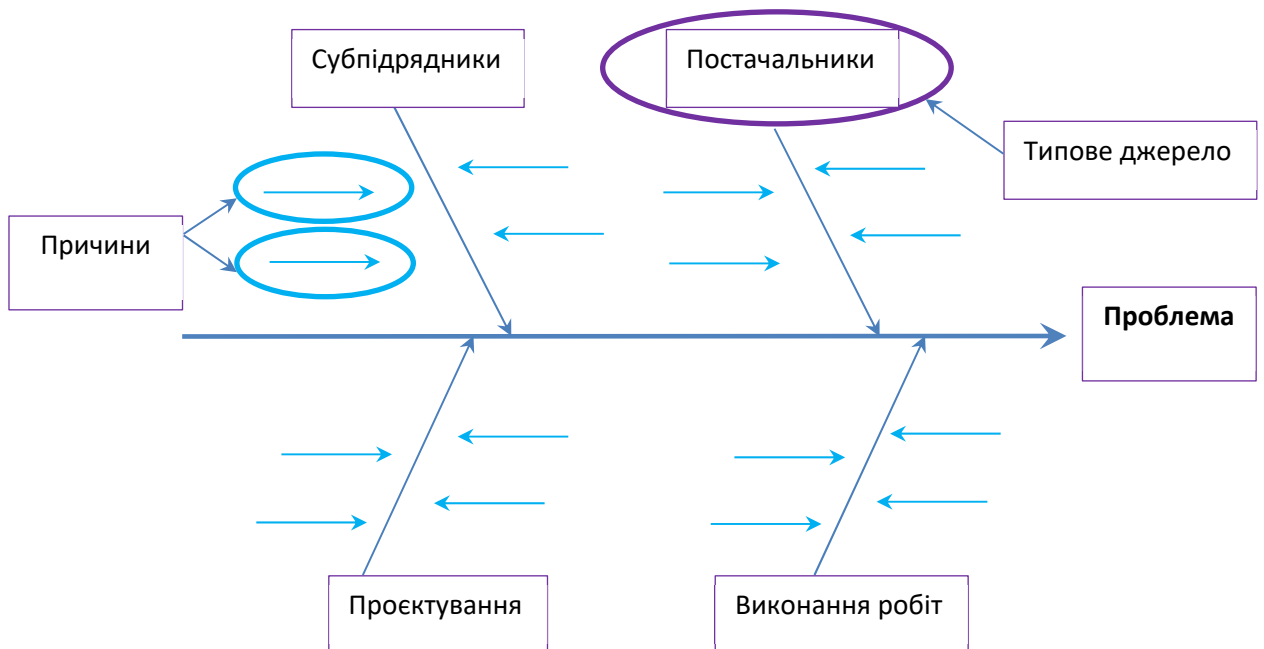 Субпідрядники
Постачальники
Типове джерело
Причини
Проблема
Проєктування
Виконання робіт